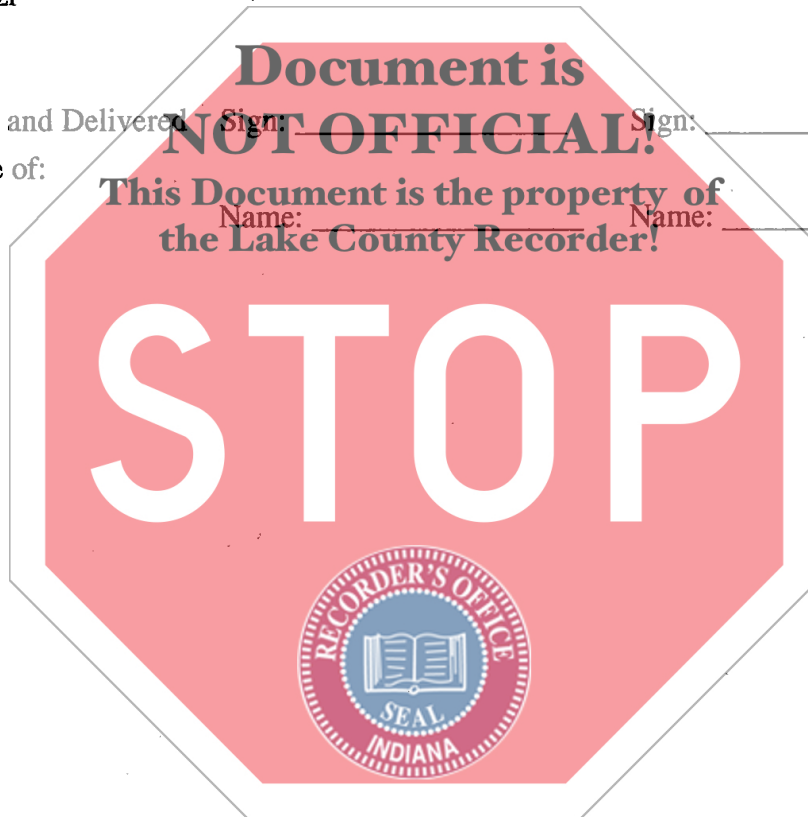 Document is
and Delivered Sign: Sign:
NOT OFFICIAL!
of:
This Document is the property of
Name: Name:
the Lake County Recorder!
STOP
RECORDER'S OFFICE
SEAL
INDIANA